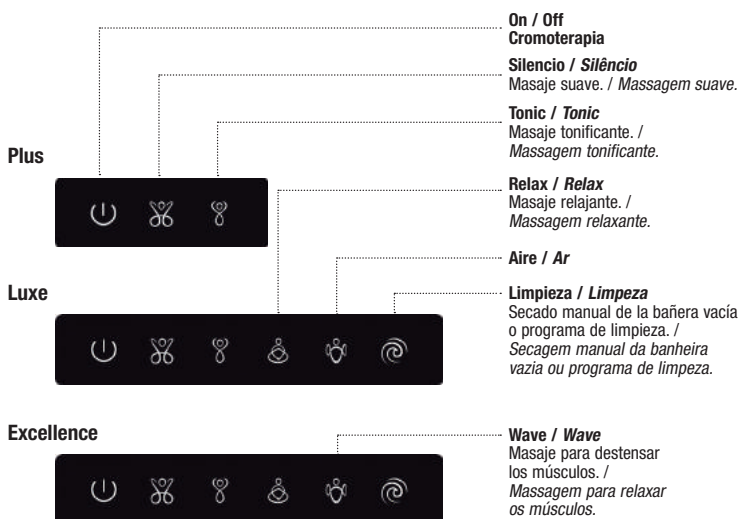 On / Off
Cromoterapia
Silencio / Silêncio
Masaje suave. / Massagem suave.
Tonic / Tonic
Masaje tonificante. /
Massagem tonificante.
Plus
Relax / Relax
Masaje relajante. /
Massagem relaxante.
Aire / Ar
Luxe
Limpieza / Limpeza
Secado manual de la bañera vacía
o programa de limpieza. /
Secagem manual da banheira
vazia ou programa de limpeza.
Excellence
Wave / Wave
Masaje para destensar
los músculos. /
Massagem para relaxar
os músculos.